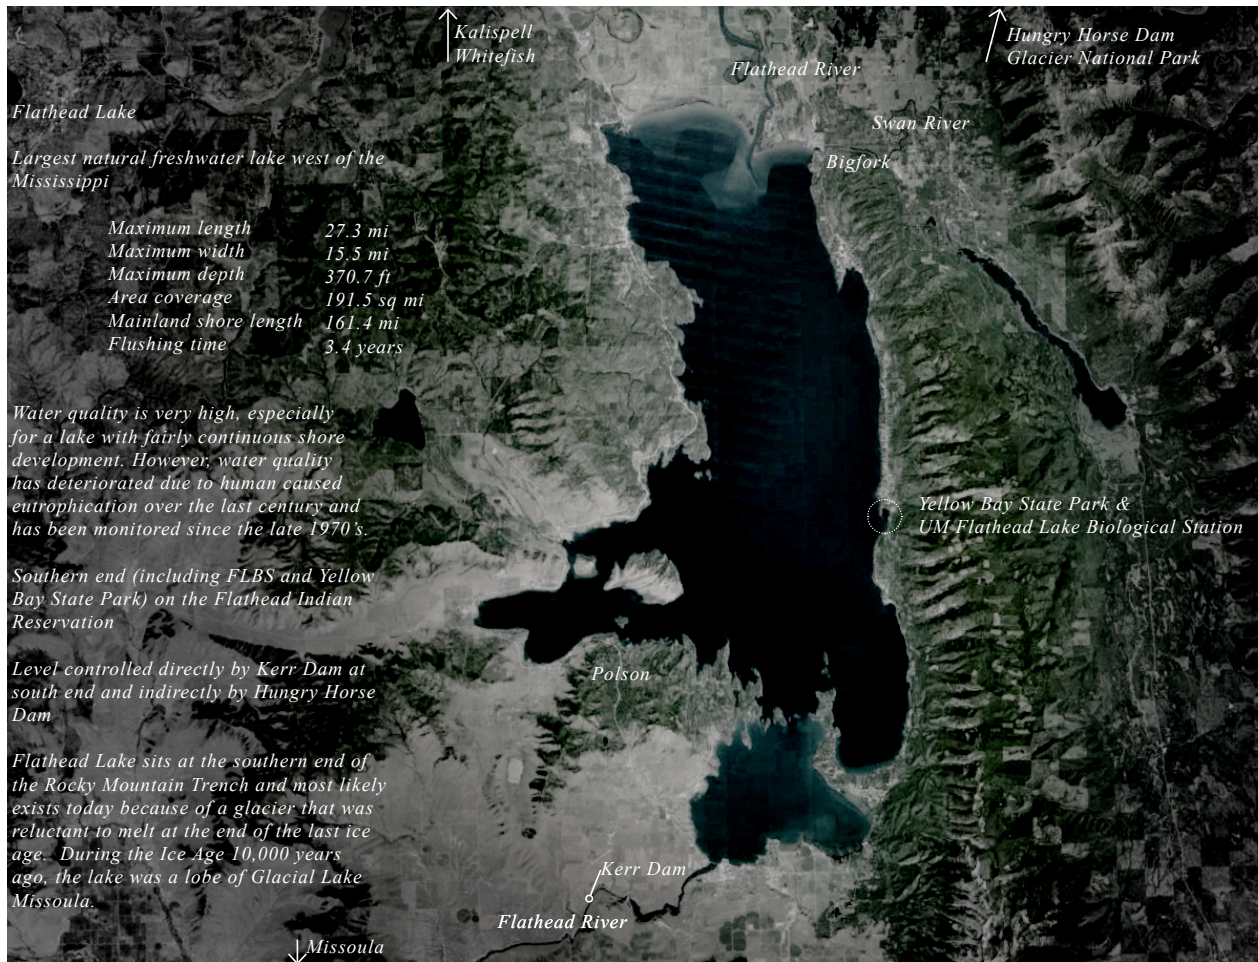 Kalispell
Whitefish
Hungry Horse Dam
Glacier National Park
Flathead River
Swan River
Bigfork
Flathead Lake
Largest natural freshwater lake west of the
Mississippi
Maximum length 27.3 mi
Maximum width 15.5 mi
Maximum depth 370.7 ft
Area coverage 191.5 sq mi
Mainland shore length 161.4 mi
Flushing time 3.4 years
Water quality is very high, especially
for a lake with fairly continuous shore
development. However, water quality
has deteriorated due to human caused
eutrophication over the last century and
has been monitored since the late 1970's.
Yellow Bay State Park &
UM Flathead Lake Biological Station
Southern end (including FLBS and Yellow
Bay State Park) on the Flathead Indian
Reservation
Level controlled directly by Kerr Dam at
south end and indirectly by Hungry Horse
Dam
Polson
Flathead Lake sits at the southern end of
the Rocky Mountain Trench and most likely
exists today because of a glacier that was
reluctant to melt at the end of the last ice
age.  During the Ice Age 10,000 years
ago, the lake was a lobe of Glacial Lake
Missoula.
Kerr Dam
Flathead River
Missoula